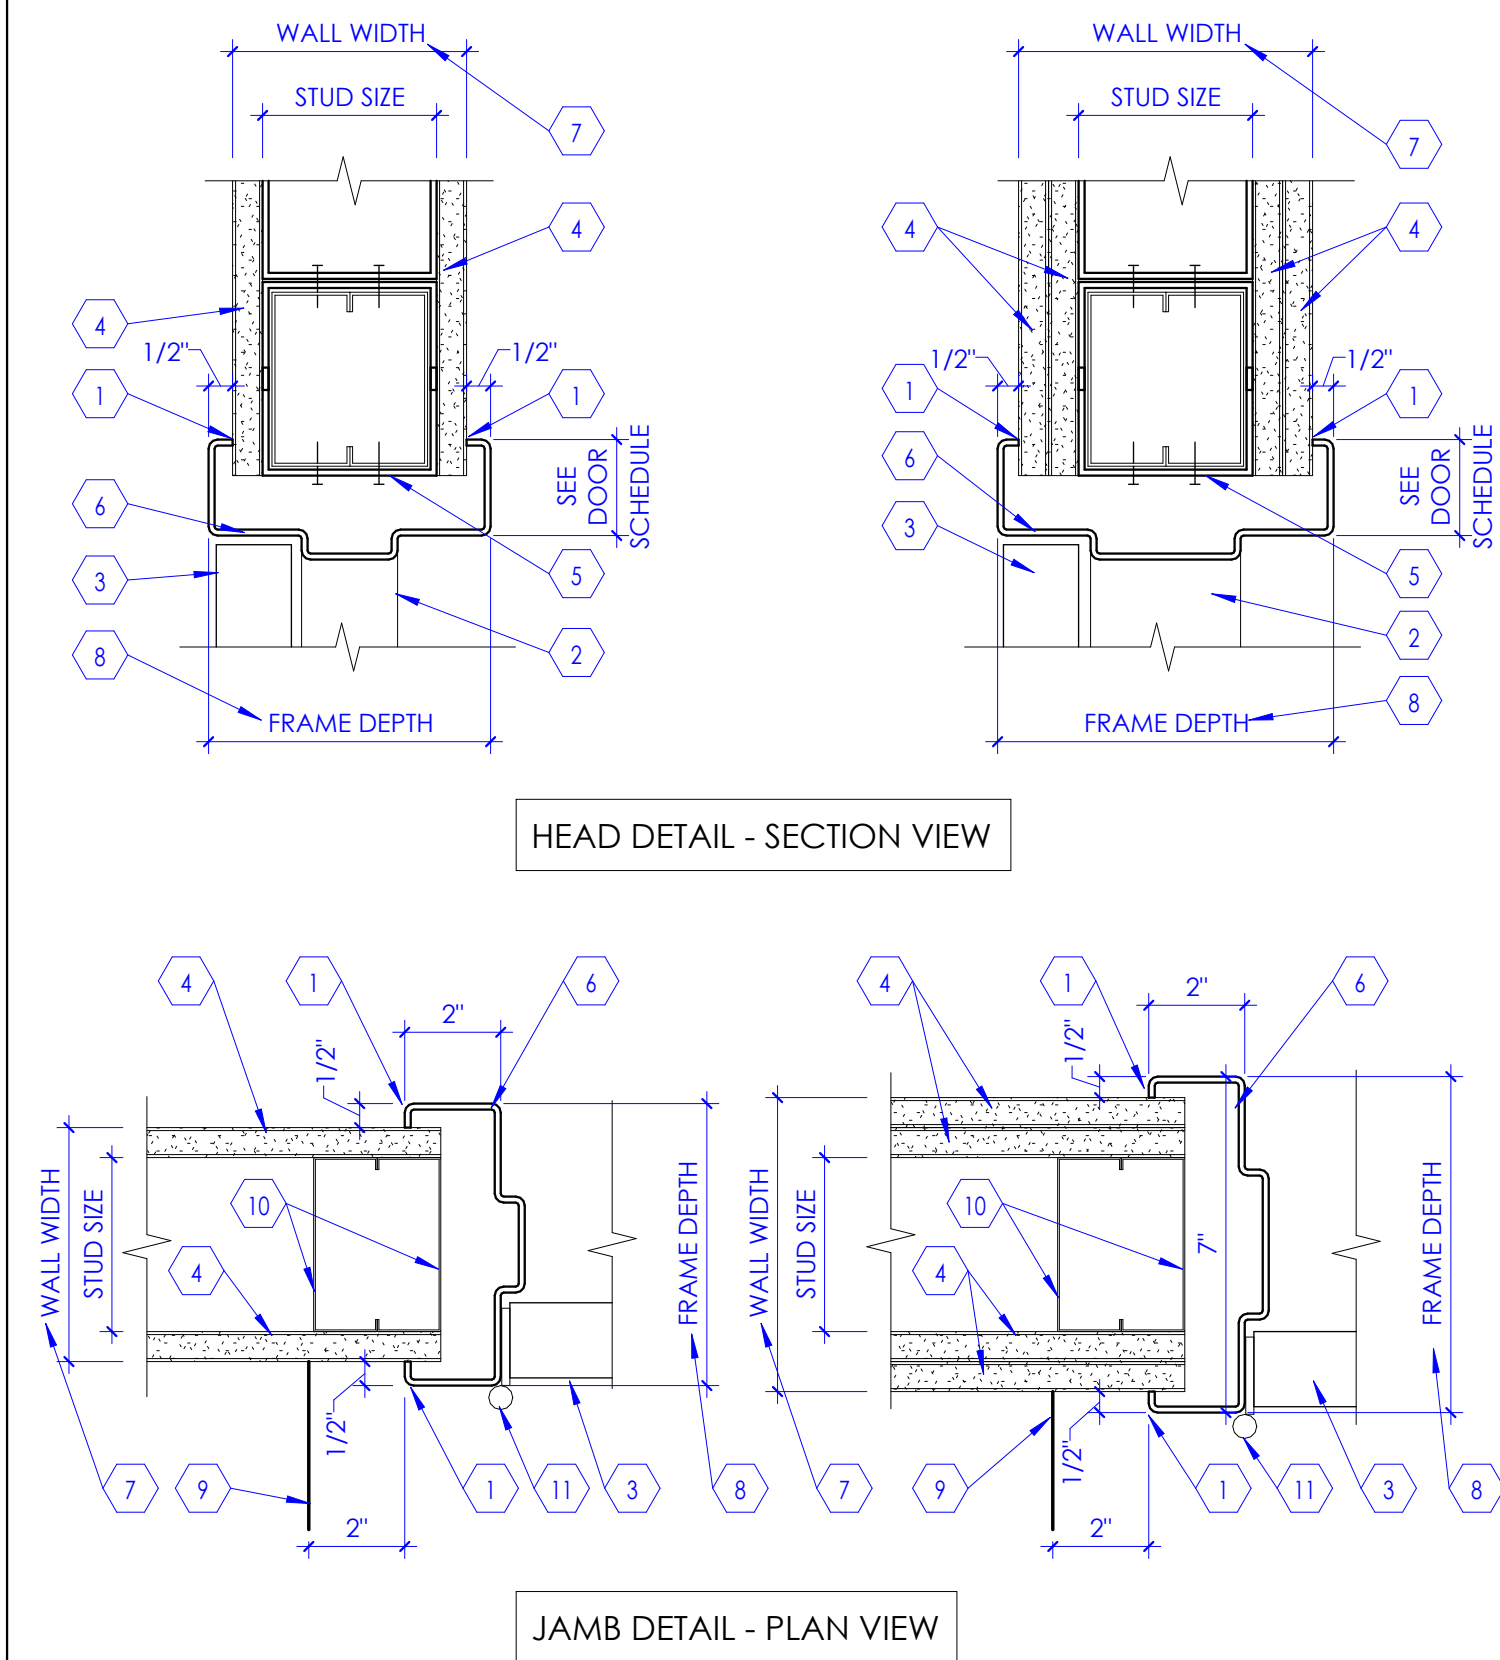 WALL WIDTH
STUD SIZE
7
4
4
1/2"
1/2"
1
1
SEE
DOOR
SCHEDULE
6
3
5
2
8
FRAME DEPTH
WALL WIDTH
STUD SIZE
7
4
4
1/2"
1/2"
1
1
SEE
DOOR
SCHEDULE
6
3
5
2
8
FRAME DEPTH
HEAD DETAIL - SECTION VIEW
4
1
6
2"
1/2"
WALL WIDTH
STUD SIZE
10
4
FRAME DEPTH
1/2"
7
9
1
11
3
8
2"
4
1
6
2"
1/2"
WALL WIDTH
STUD SIZE
10
4
7"
FRAME DEPTH
1/2"
7
9
1
11
3
8
2"
JAMB DETAIL - PLAN VIEW